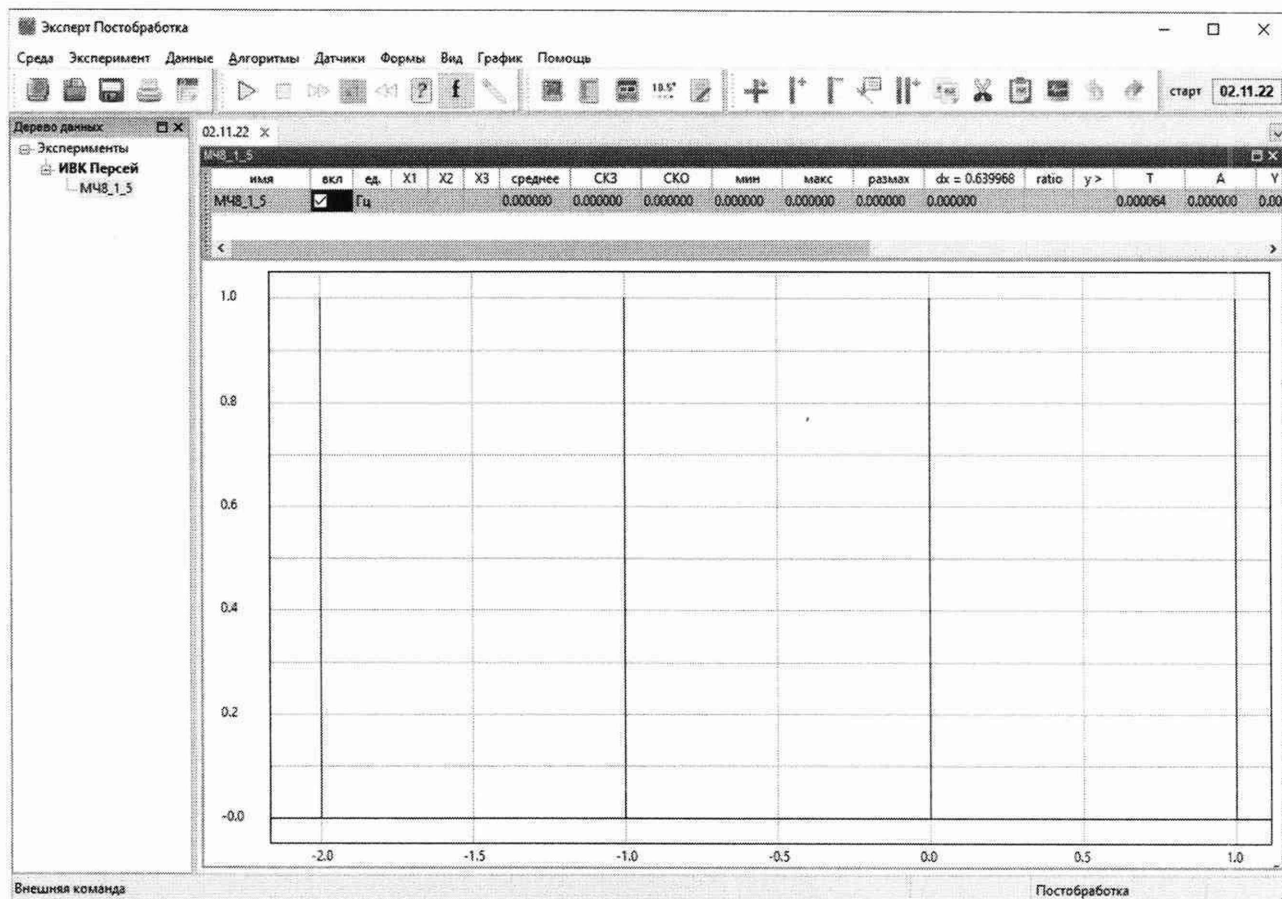 Эксперт Постобработка
Среда Эксперимент Данные Алгоритмы Датчики Формы Вид График Помощь
? f 10.5° старт 02.11.22
Дерево данных
Эксперименты
ИВК Персей
МЧ8_1_5
02.11.22 ×
МЧ8_1_5
имя вкл ед. X1 X2 X3 среднее СКЗ СКО мин макс размах dx = 0.639968 ratio y > T A Y
МЧ8_1_5 Гц 0.000000 0.000000 0.000000 0.000000 0.000000 0.000000 0.000000 0.000064 0.000000 0.00
1.0
0.8
0.6
0.4
0.2
-0.0
-2.0 -1.5 -1.0 -0.5 0.0 0.5 1.0
Внешняя команда Постобработка